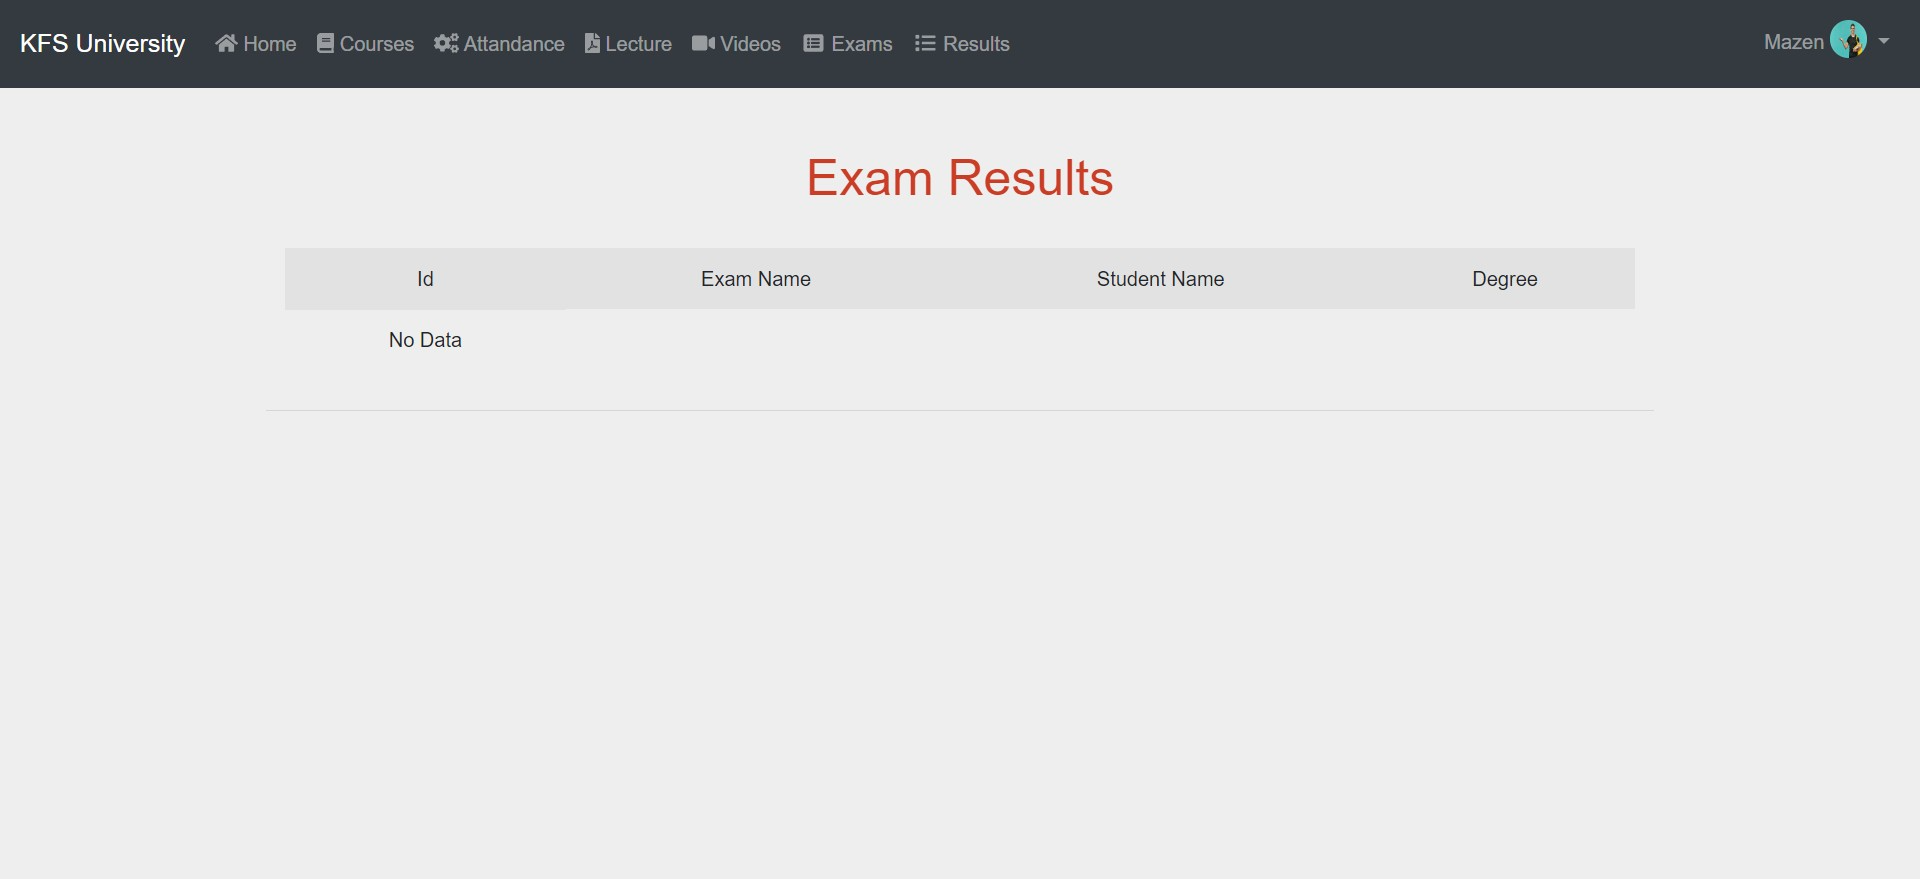 KFS University Home Courses Attandance Lecture Videos Exams Results Mazen
Exam Results
Id Exam Name Student Name Degree
No Data